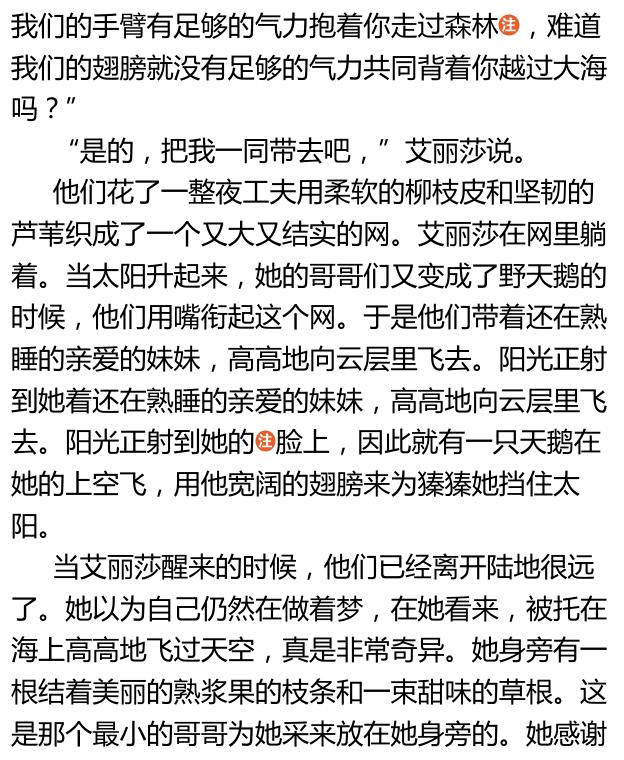 我们的手臂有足够的气力抱着你走过森林注，难道
我们的翅膀就没有足够的气力共同背着你越过大海
吗？”
“是的，把我一同带去吧，”艾丽莎说。
他们花了一整夜工夫用柔软的柳枝皮和坚韧的
芦苇织成了一个又大又结实的网。艾丽莎在网里躺
着。当太阳升起来，她的哥哥们又变成了野天鹅的
时候，他们用嘴衔起这个网。于是他们带着还在熟
睡的亲爱的妹妹，高高地向云层里飞去。阳光正射
到她着还在熟睡的亲爱的妹妹，高高地向云层里飞
去。阳光正射到她的注脸上，因此就有一只天鹅在
她的上空飞，用他宽阔的翅膀来为獉獉她挡住太
阳。
当艾丽莎醒来的时候，他们已经离开陆地很远
了。她以为自己仍然在做着梦，在她看来，被托在
海上高高地飞过天空，真是非常奇异。她身旁有一
根结着美丽的熟浆果的枝条和一束甜味的草根。这
是那个最小的哥哥为她采来放在她身旁的。她感谢